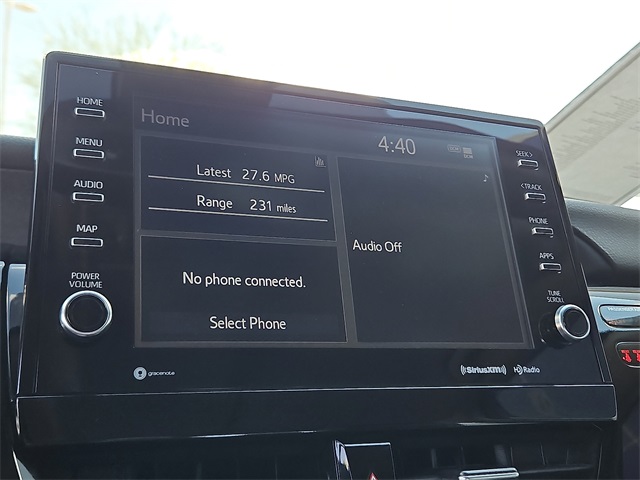 HOME
MENU
AUDIO
MAP
POWER
VOLUME
Home
4:40
Latest 27.6 MPG
Range 231 miles
No phone connected.
Select Phone
Audio Off
SEEK>
<TRACK
PHONE
APPS
TUNE
SCROLL
gracenote
SiriusXM
HD Radio